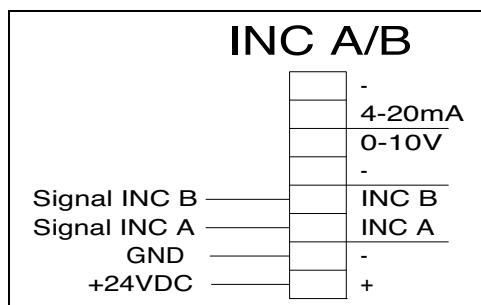 INC A/B
-
4-20mA
0-10V
-
Signal INC B INC B
Signal INC A INC A
GND -
+24VDC +